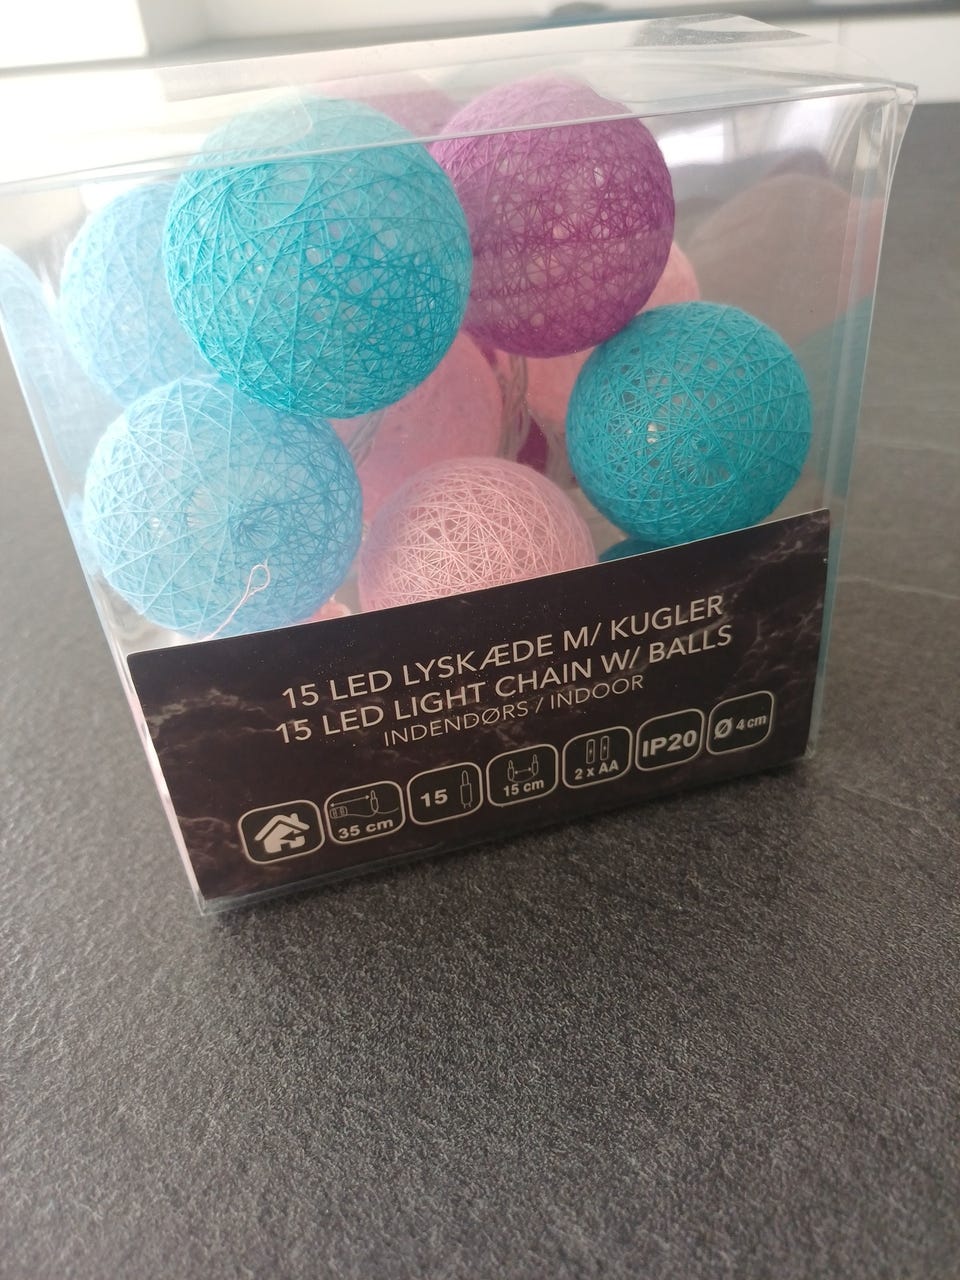 15 LED LYSKÆDE M/ KUGLER
15 LED LIGHT CHAIN W/ BALLS
INDENDØRS / INDOOR
35 cm
15
15 cm
2 x AA
IP20
Ø 4 cm